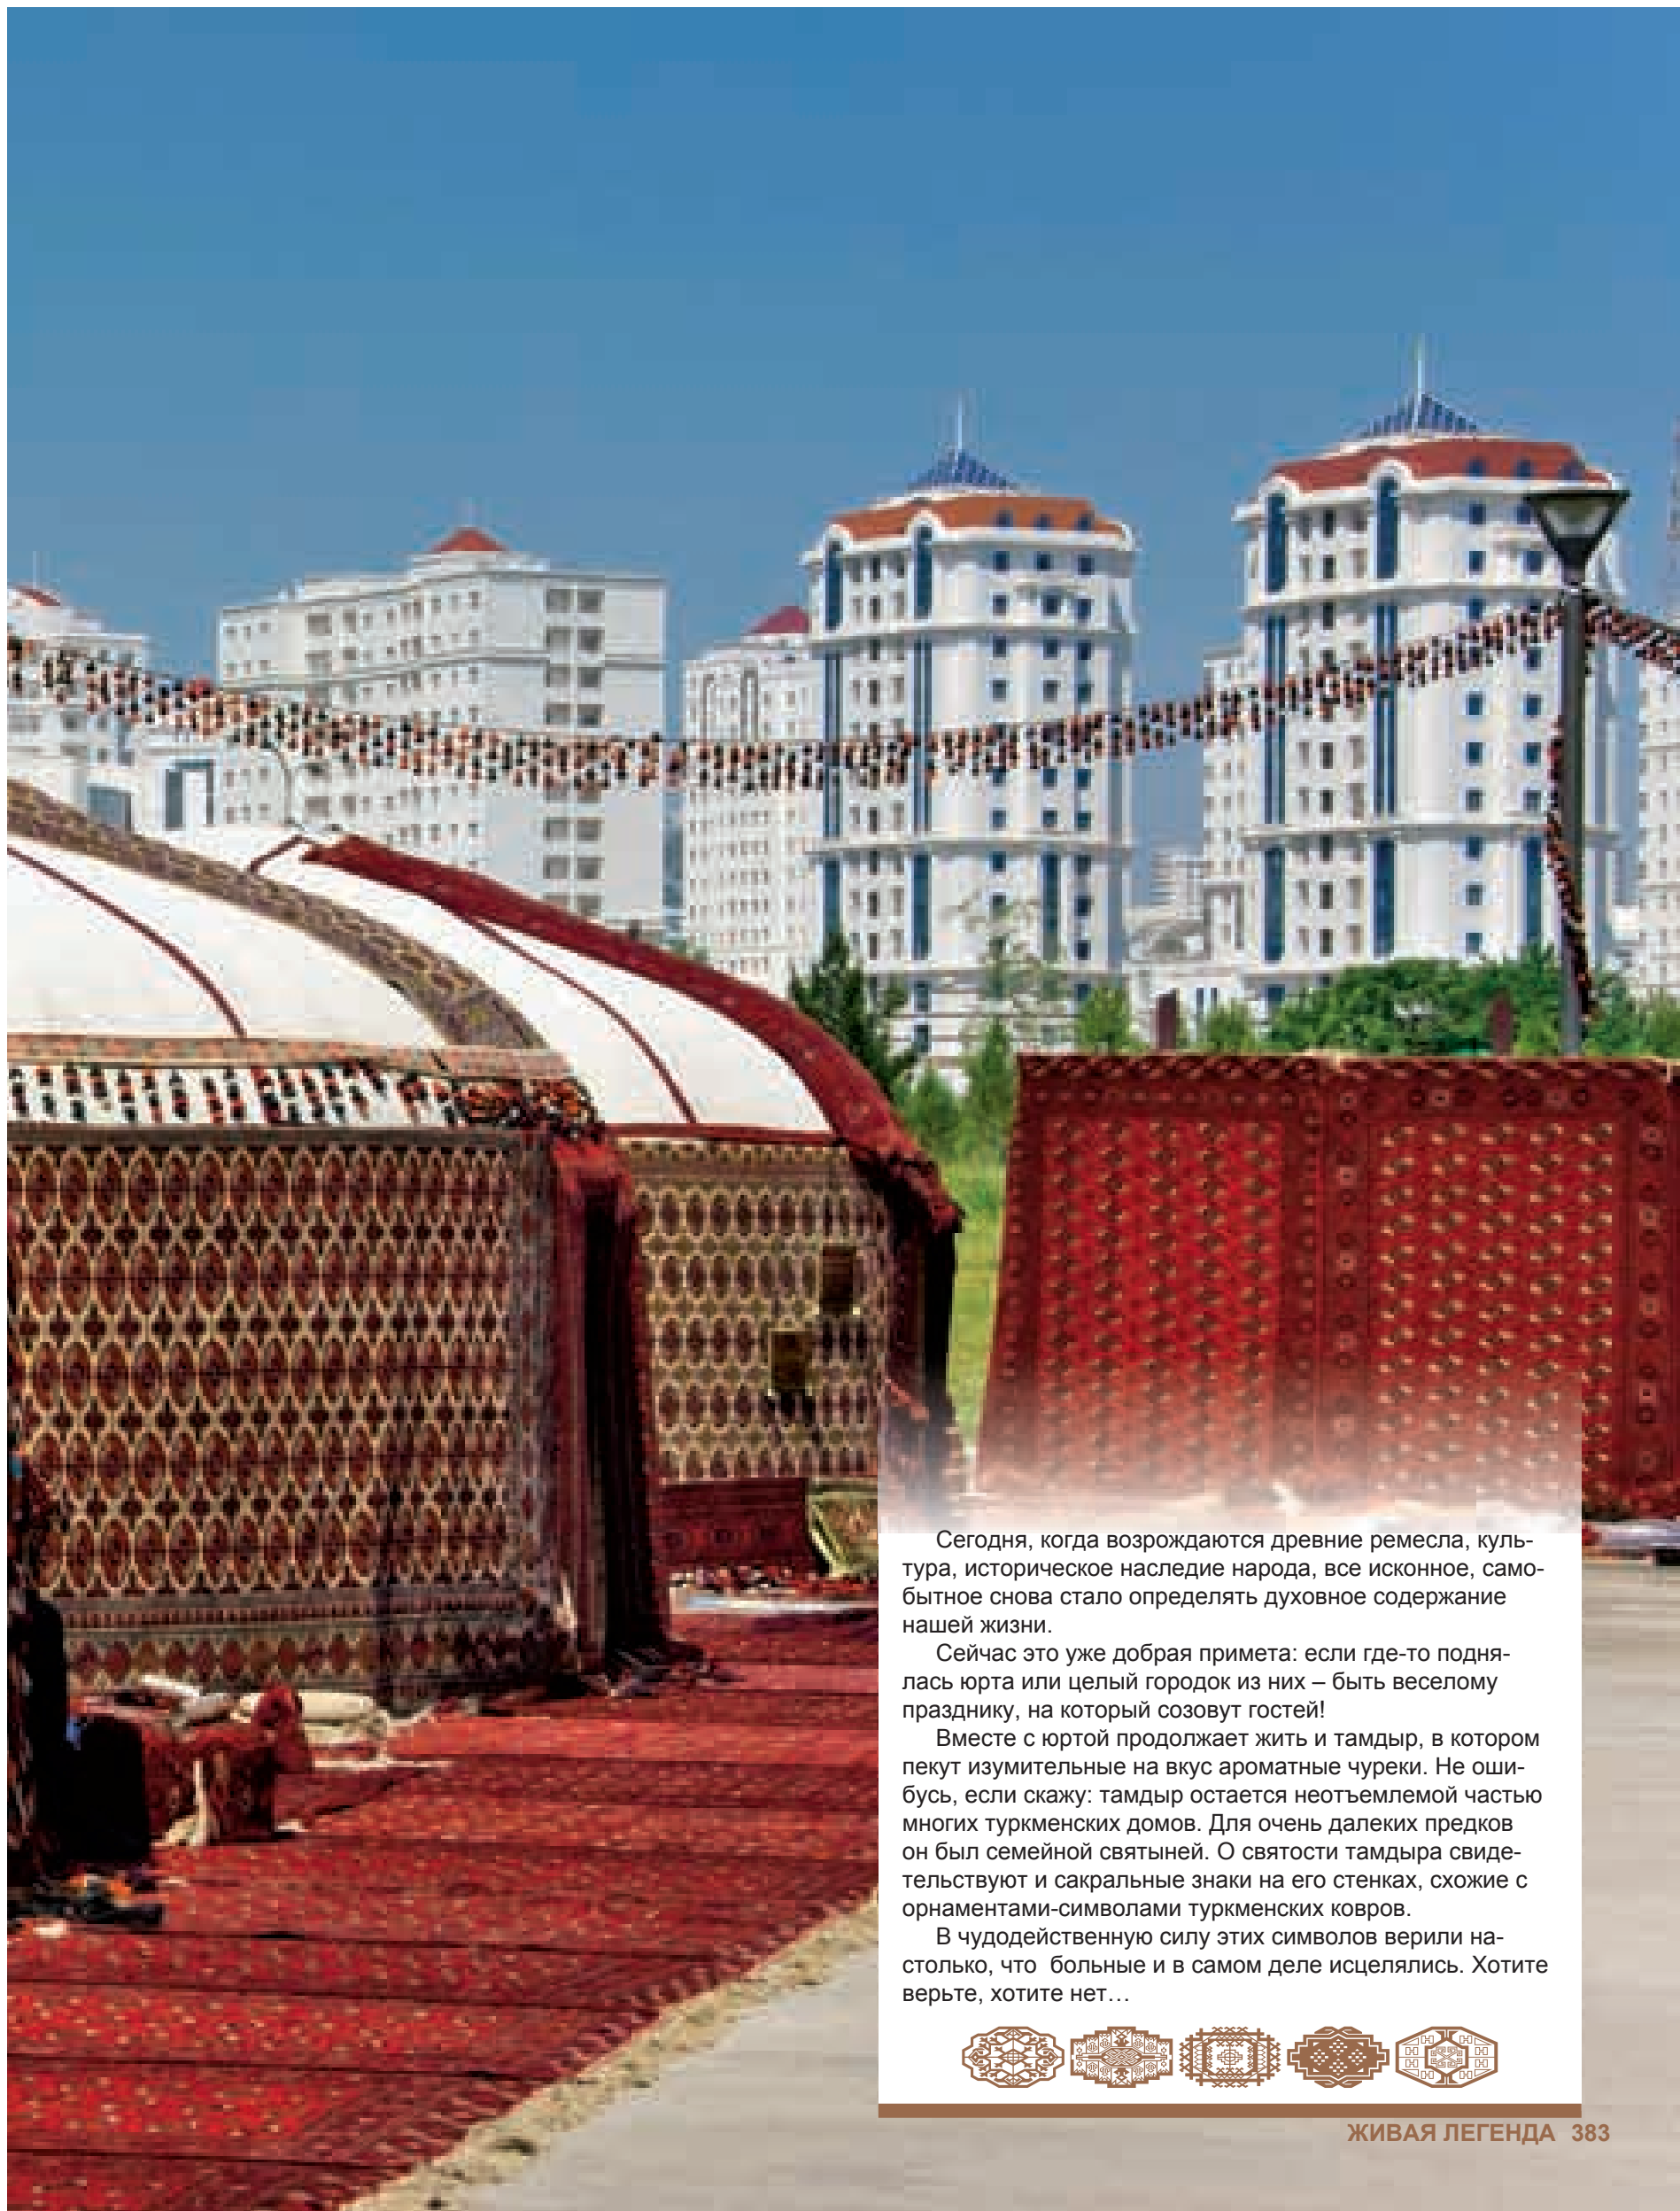 Сегодня, когда возрождаются древние ремесла, куль-
тура, историческое наследие народа, все исконное, само-
бытное снова стало определять духовное содержание
нашей жизни.
Сейчас это уже добрая примета: если где-то подня-
лась юрта или целый городок из них – быть веселому
празднику, на который созовут гостей!
Вместе с юртой продолжает жить и тамдыр, в котором
пекут изумительные на вкус ароматные чуреки. Не оши-
бусь, если скажу: тамдыр остается неотъемлемой частью
многих туркменских домов. Для очень далеких предков
он был семейной святыней. О святости тамдыра свиде-
тельствуют и сакральные знаки на его стенках, схожие с
орнаментами-символами туркменских ковров.
В чудодейственную силу этих символов верили на-
столько, что  больные и в самом деле исцелялись. Хотите
верьте, хотите нет…
ЖИВАЯ ЛЕГЕНДА 383